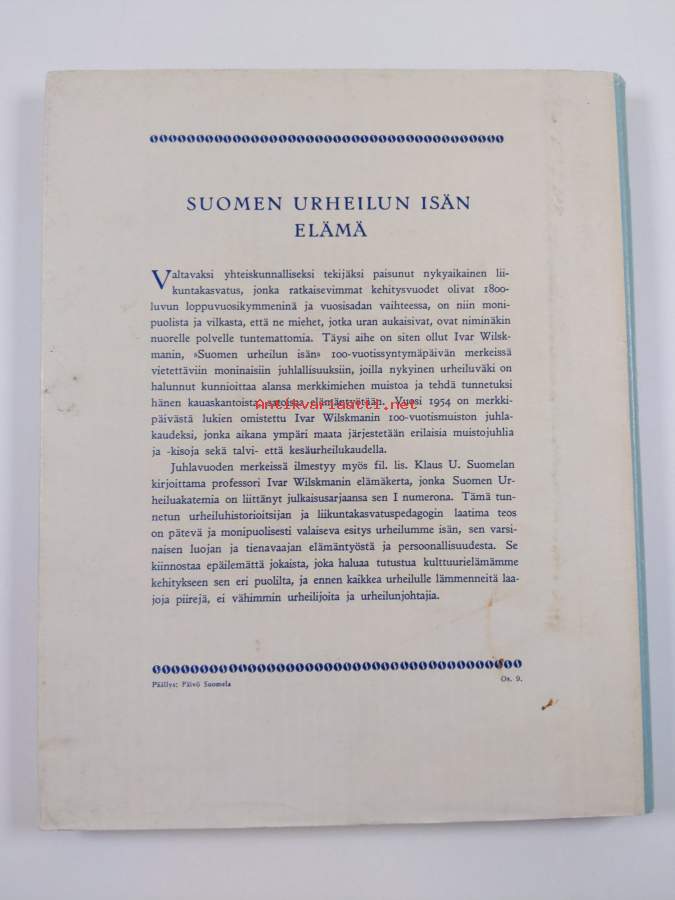 SUOMEN URHEILUN ISÄN
ELÄMÄ
Valtavaksi yhteiskunnalliseksi tekijäksi paisunut nykyaikainen lii-
kuntakasvatus, jonka ratkaisevimmat kehitysvuodet olivat 1800-
luvun loppuvuosikymmeninä ja vuosisadan vaihteessa, on niin moni-
puolista ja vilkasta, että ne miehet, jotka uran aukaisivat, ovat niminäkin
nuorelle polvelle tuntemattomia. Täysi aihe on siten ollut Ivar Wilsk-
manin, »Suomen urheilun isän» 100-vuotissyntymäpäivän merkeissä
vietettäviin moninaisiin juhlallisuuksiin, joilla nykyinen urheiluväki on
halunnut kunnioittaa alansa merkkimiehen muistoa ja tehdä tunnetuksi
hänen kauaskantoista, satoisaa elämäntyötään. Vuosi 1954 on merkki-
Antikvariaatti.net
päivästä lukien omistettu Ivar Wilskmanin 100-vuotismuiston juhla-
kaudeksi, jonka aikana ympäri maata järjestetään erilaisia muistojuhlia
ja -kisoja sekä talvi- että kesäurheilukaudella.
Juhlavuoden merkeissä ilmestyy myös fil. lis. Klaus U. Suomelan
kirjoittama professori Ivar Wilskmanin elämäkerta, jonka Suomen Ur-
heiluakatemia on liittänyt julkaisusarjaansa sen I numerona. Tämä tun-
netun urheiluhistorioitsijan ja liikuntakasvatuspedagogin laatima teos
on pätevä ja monipuolisesti valaiseva esitys urheilumme isän, sen varsi-
naisen luojan ja tienavaajan elämäntyöstä ja persoonallisuudesta. Se
kiinnostaa epäilemättä jokaista, joka haluaa tutustua kulttuurielämämme
kehitykseen sen eri puolilta, ja ennen kaikkea urheilulle lämmenneitä laa-
joja piirejä, ei vähimmin urheilijoita ja urheilunjohtajia.
Päällys: Päivö Suomela
Os. 9.